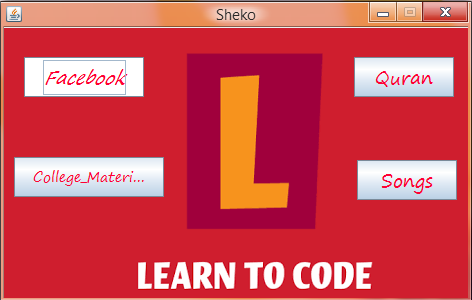 Sheko
Facebook
Quran
College_Materi...
Songs
L
LEARN TO CODE